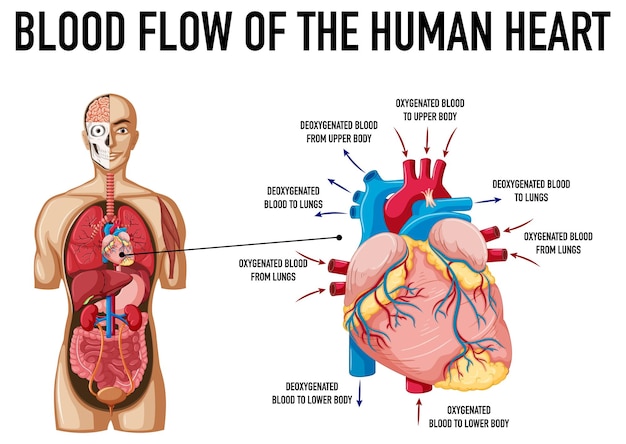 BLOOD FLOW OF THE HUMAN HEART
OXYGENATED BLOOD
TO UPPER BODY
DEOXYGENATED BLOOD
FROM UPPER BODY
DEOXYGENATED
BLOOD TO LUNGS
DEOXYGENATED BLOOD
TO LUNGS
OXYGENATED BLOOD
FROM LUNGS
OXYGENATED BLOOD
FROM LUNGS
DEOXYGENATED
BLOOD TO LOWER BODY
OXYGENATED
BLOOD TO LOWER BODY